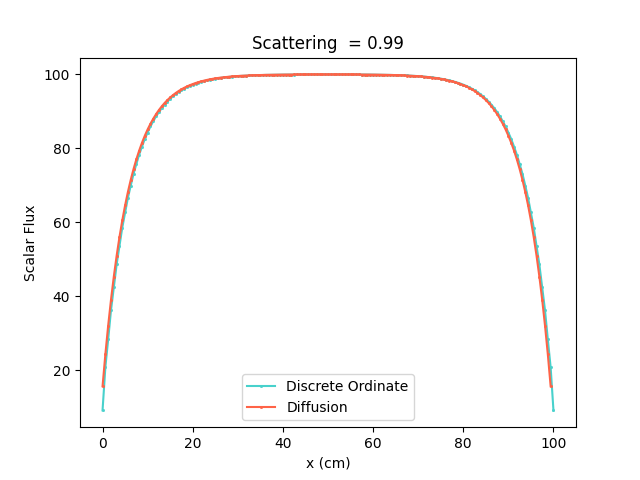 Scattering  = 0.99
100
80
60
40
20
Scalar Flux
Discrete Ordinate
Diffusion
0 20 40 60 80 100
x (cm)